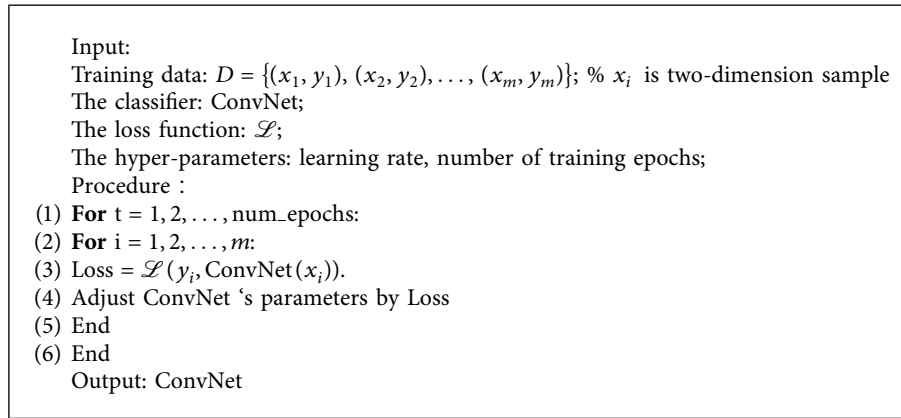 Input:
Training data: D = {(x₁, y₁), (x₂, y₂), . . . , (xₘ, yₘ)}; % xᵢ is two-dimension sample
The classifier: ConvNet;
The loss function: ℒ;
The hyper-parameters: learning rate, number of training epochs;
Procedure :
(1) For t = 1, 2, . . . , num_epochs:
(2) For i = 1, 2, . . . , m:
(3) Loss = ℒ(yᵢ, ConvNet(xᵢ)).
(4) Adjust ConvNet ‘s parameters by Loss
(5) End
(6) End
Output: ConvNet